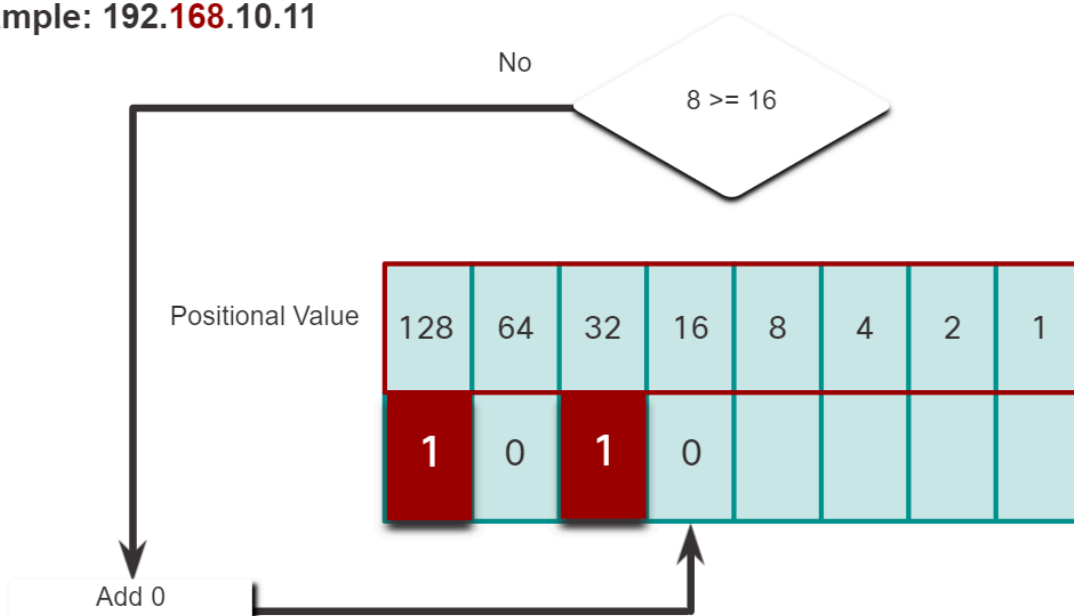 mple: 192.168.10.11
No
8 >= 16
Positional Value
128 64 32 16 8 4 2 1
1 0 1 0
Add 0